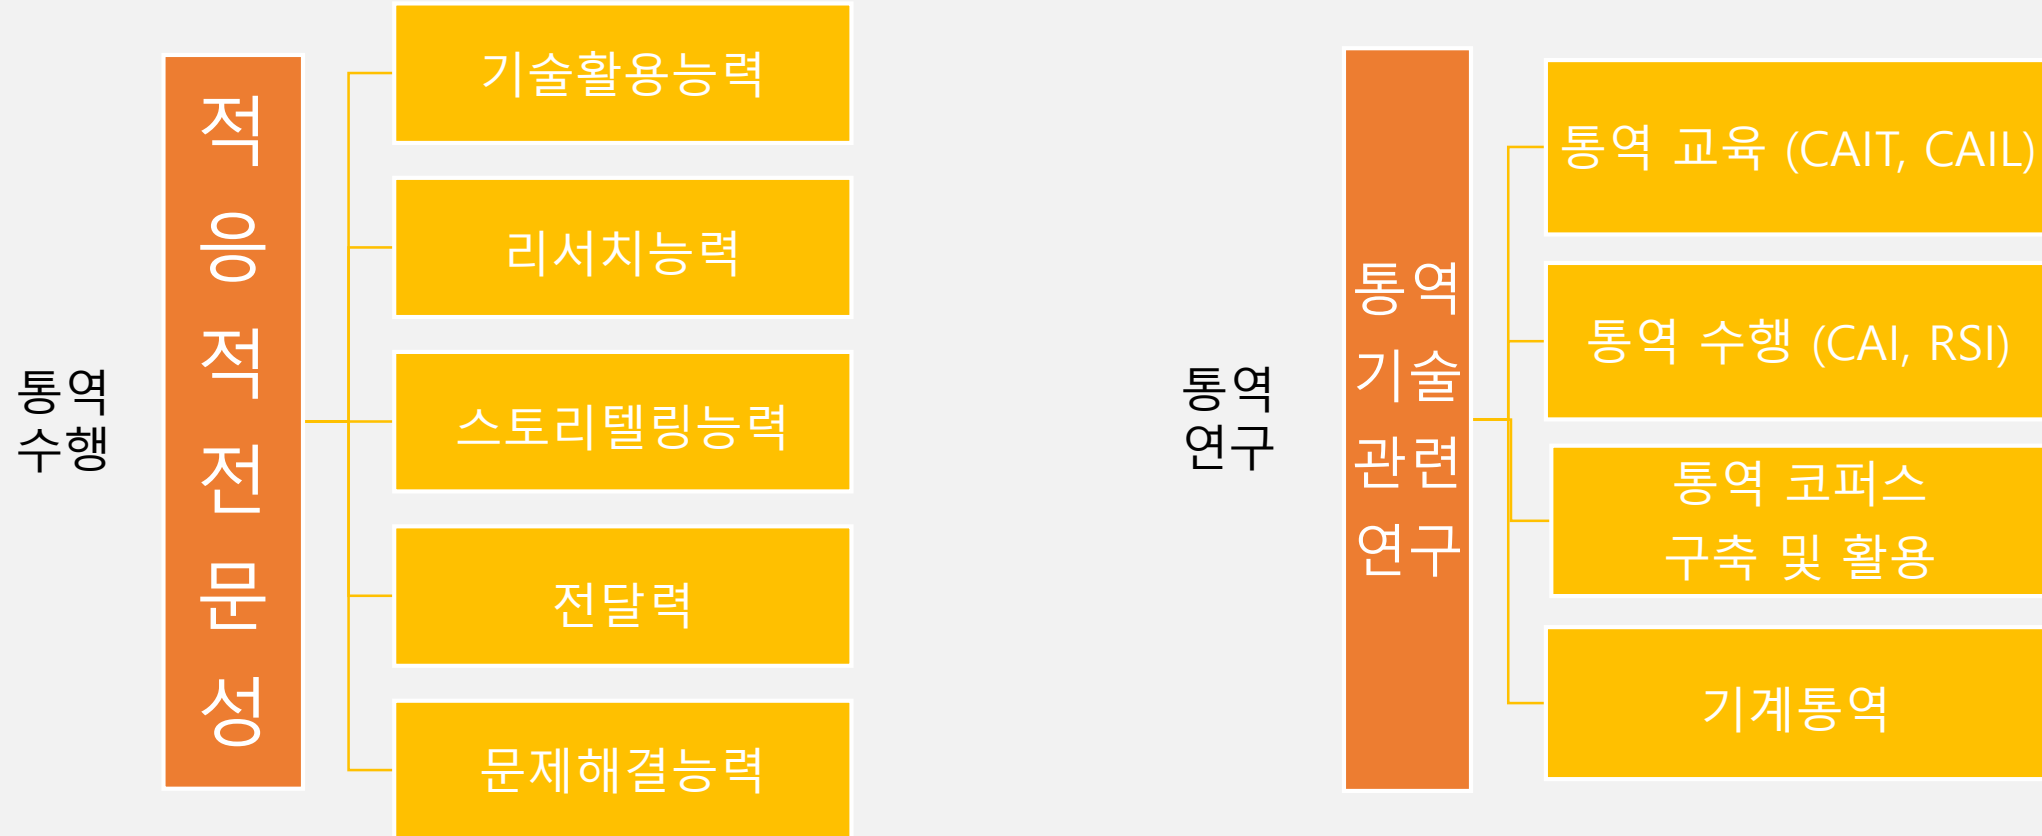 통역
수행
적
응
적
전
문
성
기술활용능력
리서치능력
스토리텔링능력
전달력
문제해결능력
통역
연구
통역
기술
관련
연구
통역 교육 (CAIT, CAIL)
통역 수행 (CAI, RSI)
통역 코퍼스
구축 및 활용
기계통역